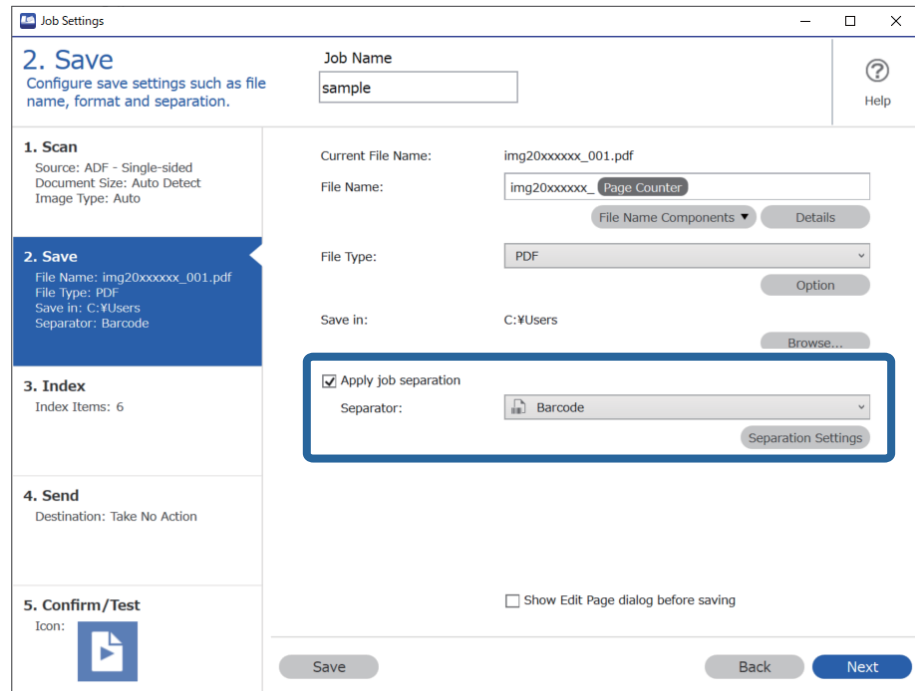 Job Settings
2. Save
Configure save settings such as file
name, format and separation.
Job Name
sample
Help
1. Scan
Source: ADF - Single-sided
Document Size: Auto Detect
Image Type: Auto
2. Save
File Name: img20xxxxxx_001.pdf
File Type: PDF
Save in: C:¥Users
Separator: Barcode
3. Index
Index Items: 6
4. Send
Destination: Take No Action
5. Confirm/Test
Icon:
Current File Name: img20xxxxxx_001.pdf
File Name: img20xxxxxx_ Page Counter
File Name Components ▼ Details
File Type: PDF
Option
Save in: C:¥Users
Browse...
Apply job separation
Separator: Barcode
Separation Settings
Show Edit Page dialog before saving
Save Back Next